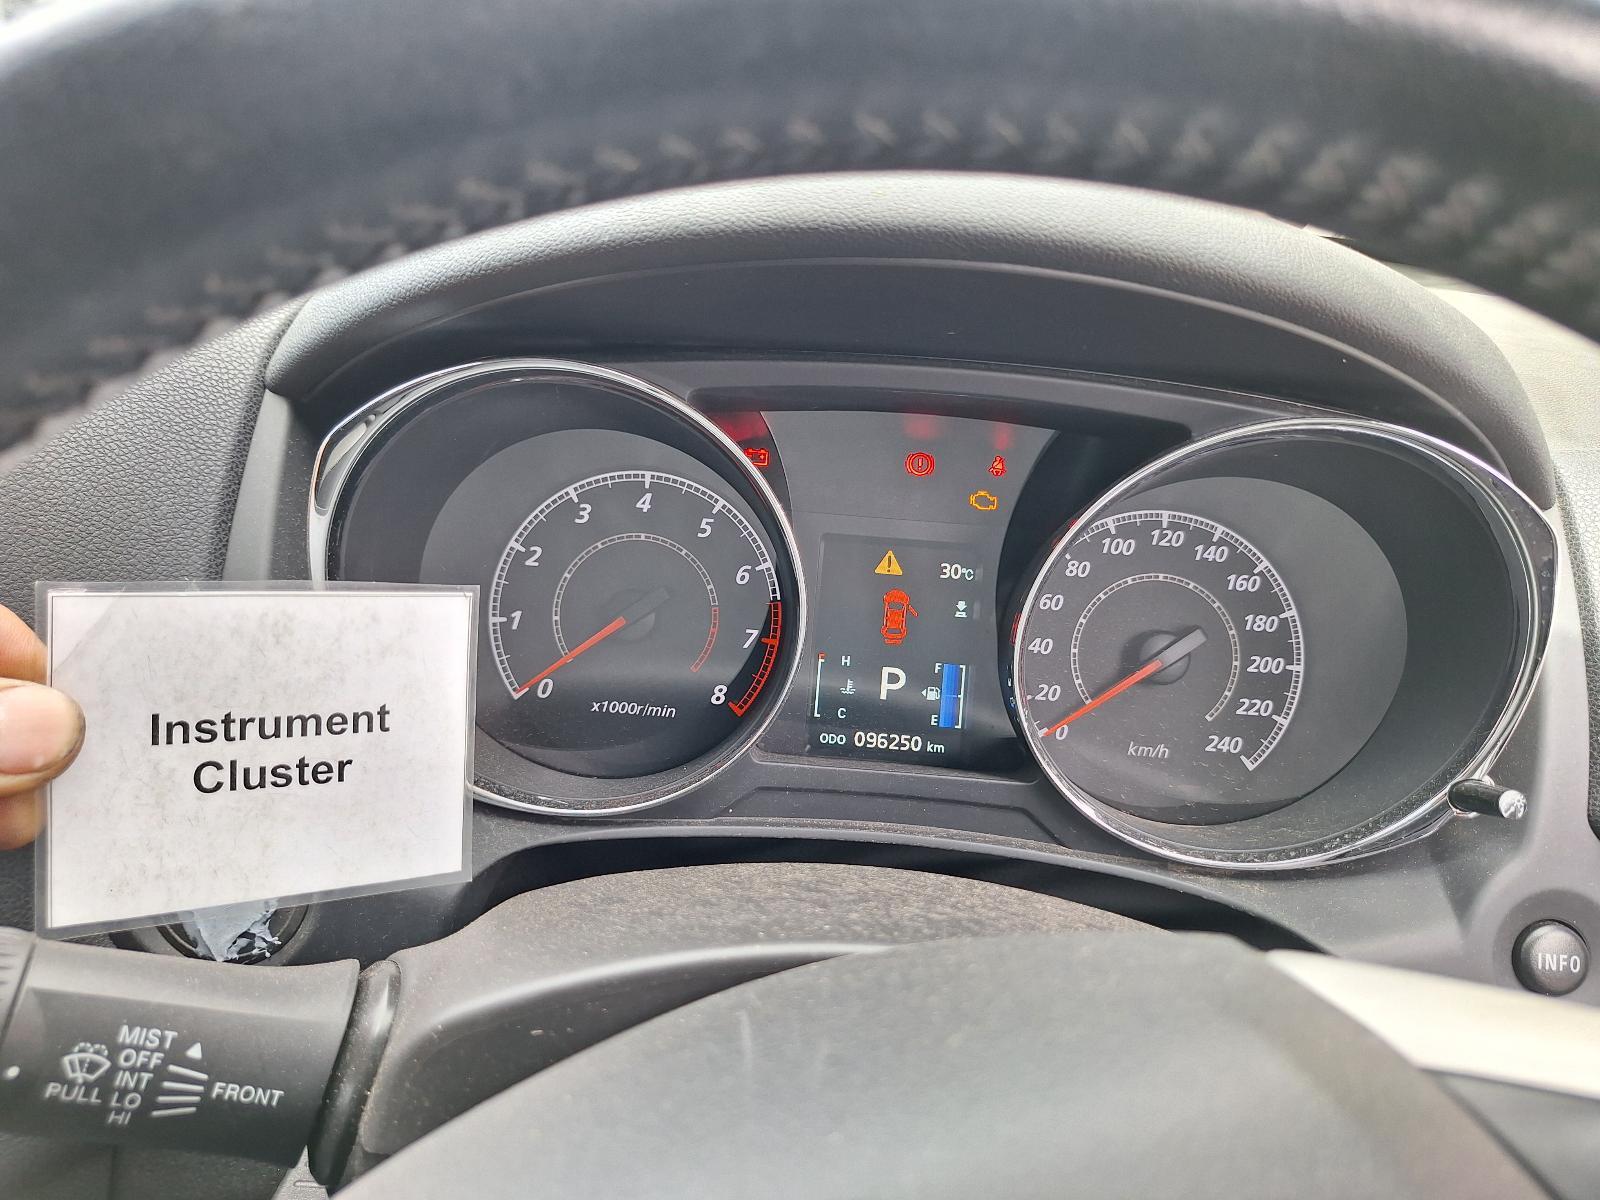 Instrument
Cluster
0
1
2
3
4
5
6
7
8
x1000r/min
30°C
H
C
P
F
E
ODO 096250 km
0
20
40
60
80
100
120
140
160
180
200
220
240
km/h
INFO
MIST
OFF
INT
PULL LO
HI
FRONT